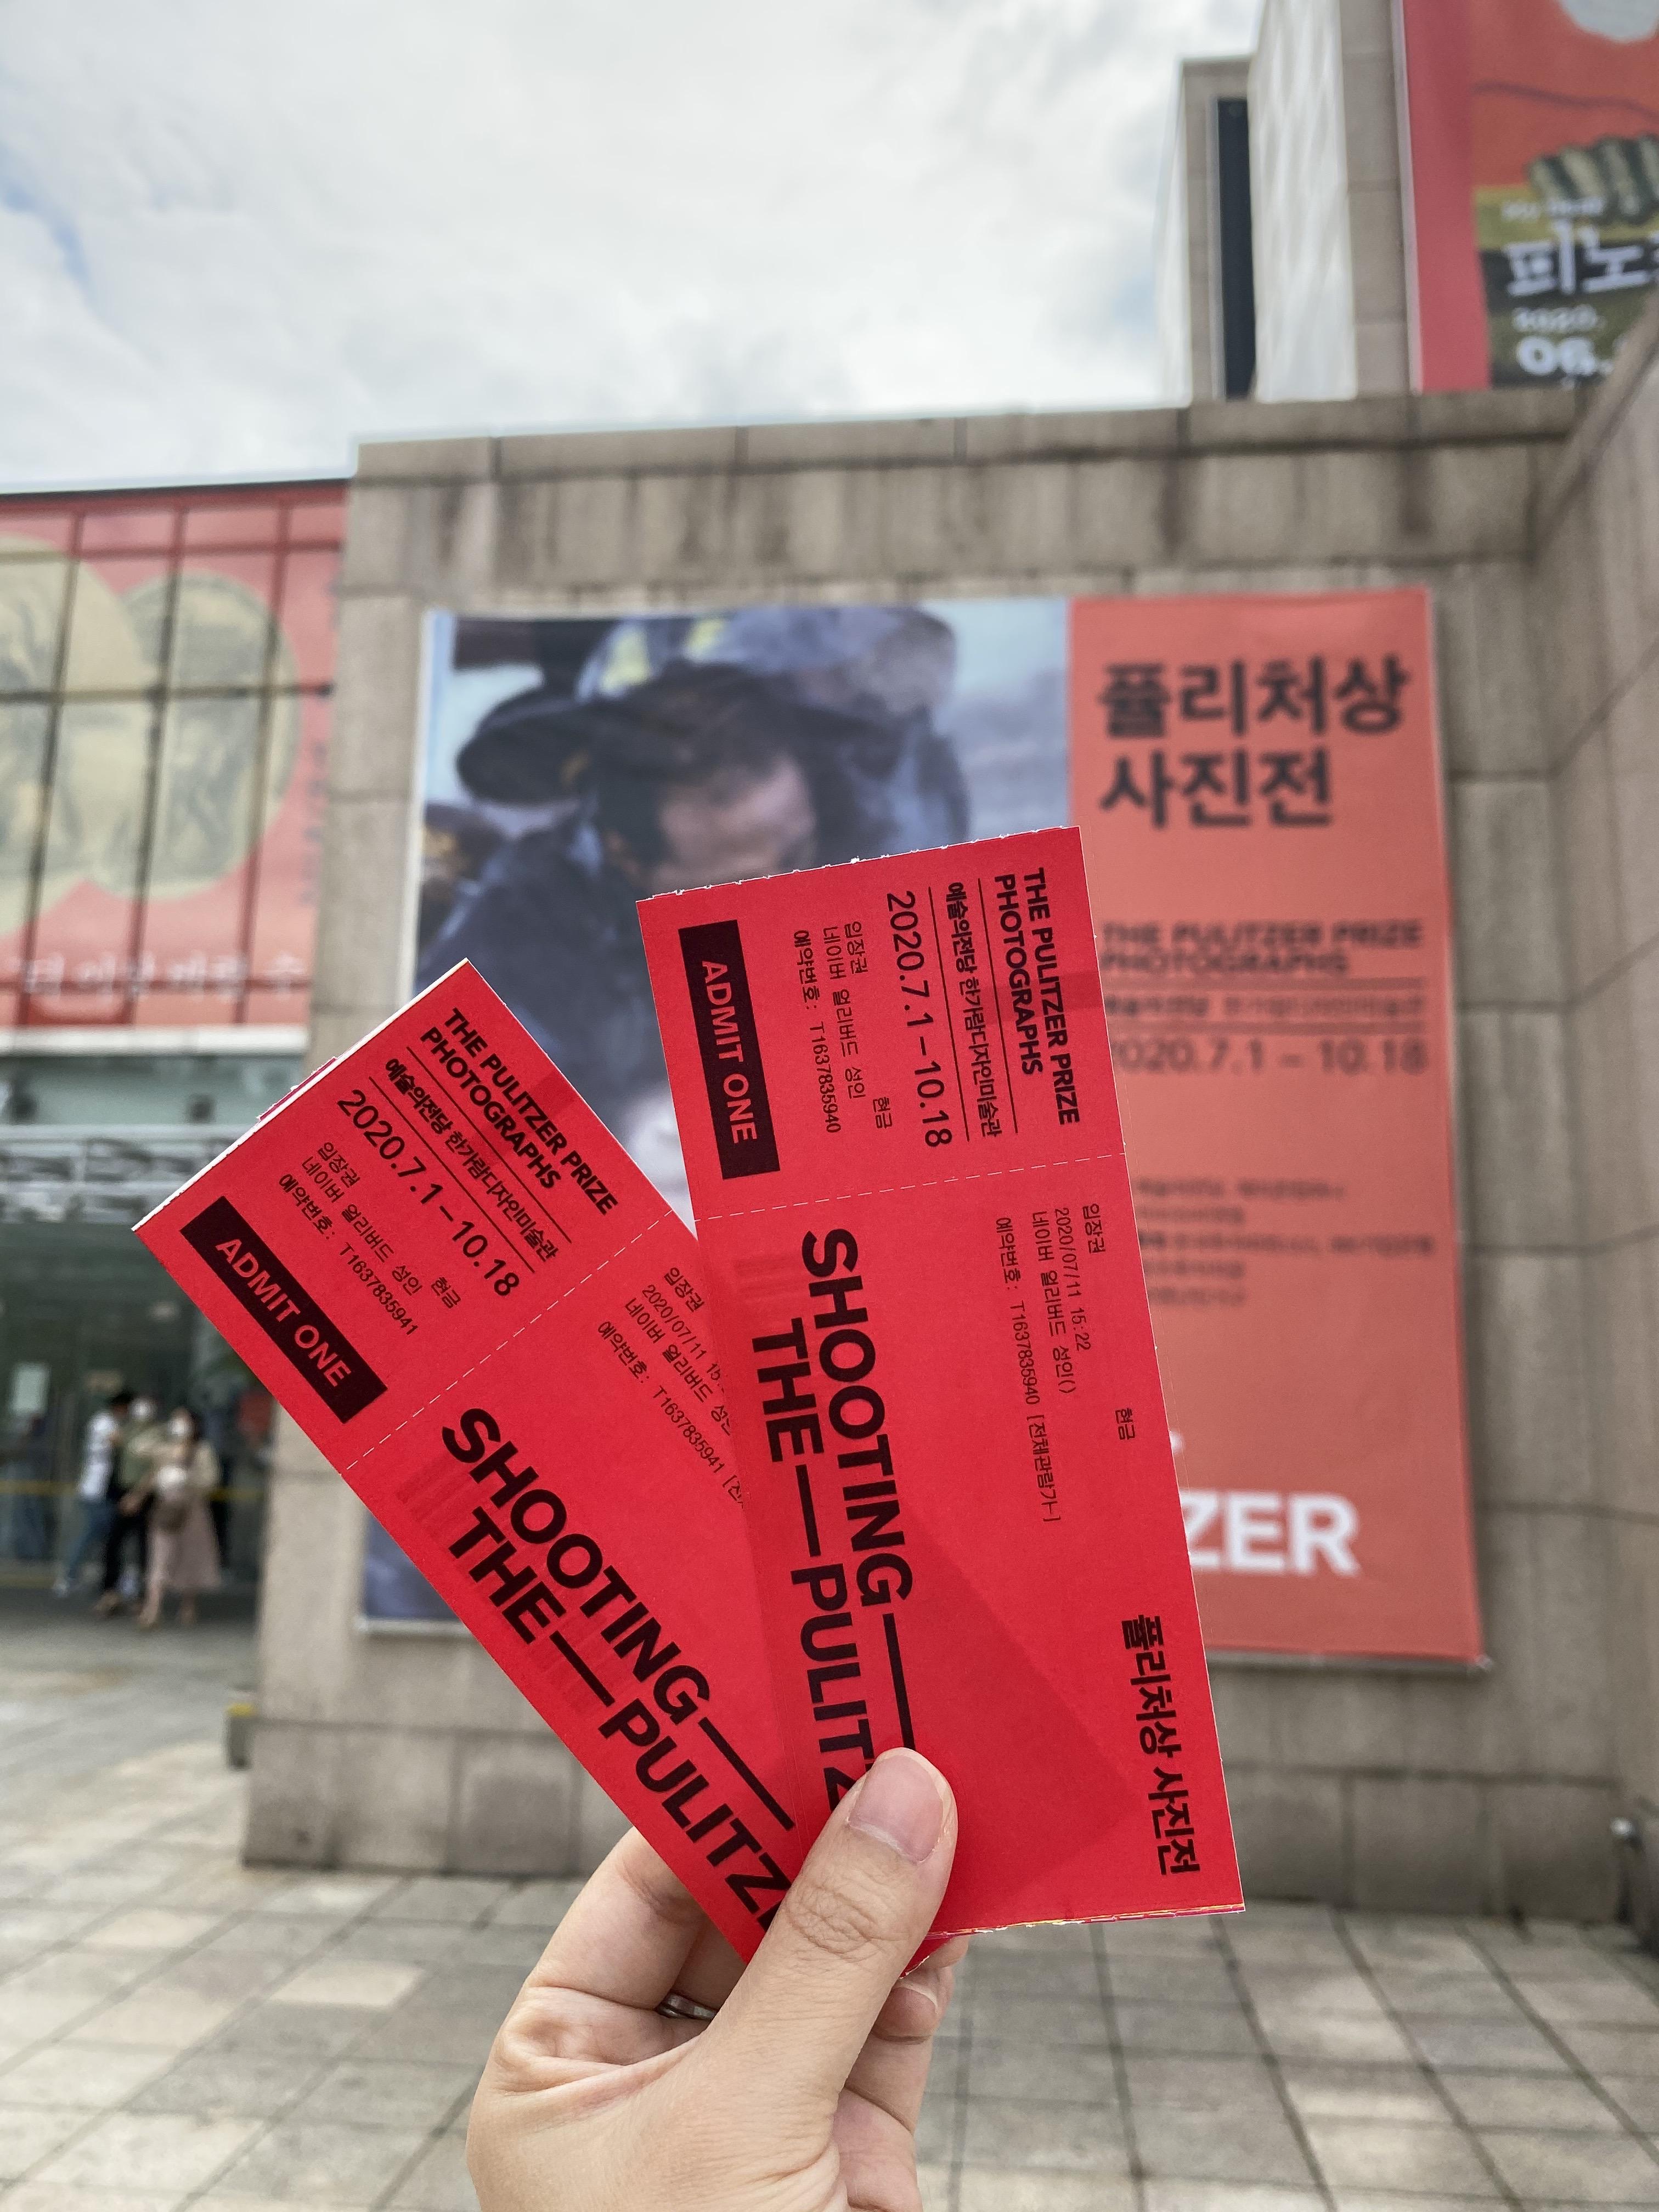 피노
06.
풀리처상
사진전
THE PULITZER PRIZE
PHOTOGRAPHS
2020.7.1 – 10.18
ZER
THE PULITZER PRIZE
PHOTOGRAPHS
예술의전당 한가람디자인미술관
2020.7.1 – 10.18
입장권
현금
네이버 얼리버드 성인
예약번호: T1637835941
ADMIT ONE
입장권
2020/07/11 15:
네이버 얼리버드
예약번호: T1637835941
SHOOTING
THE — PULITZ
THE PULITZER PRIZE
PHOTOGRAPHS
예술의전당 한가람디자인미술관
2020.7.1 – 10.18
현금
입장권
네이버 얼리버드 성인
예약번호: T1637835940
ADMIT ONE
현금
입장권
2020/07/11 15:22
네이버 얼리버드 성인()
예약번호: T1637835940 [전체관람가-]
SHOOTING —
THE — PULITZ
퓰리처상 사진전